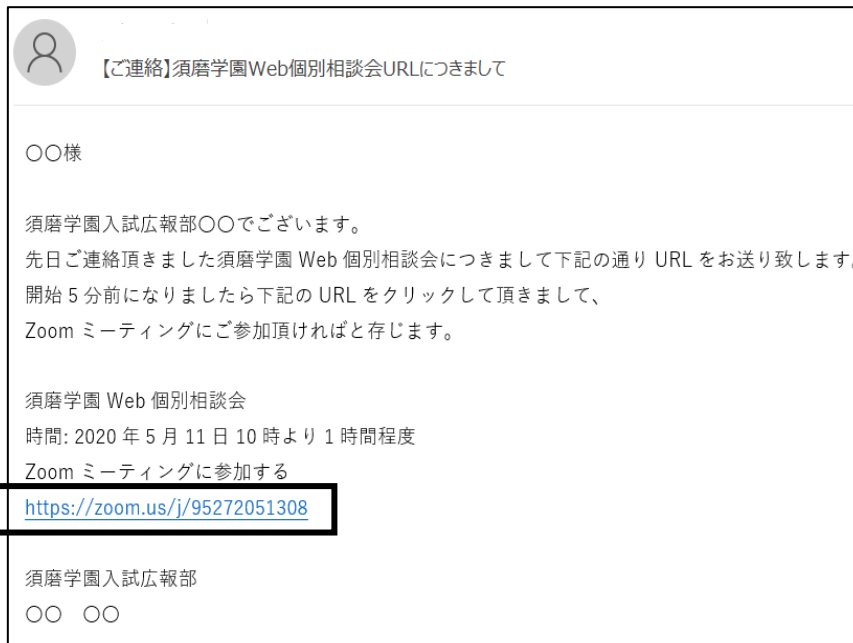 【ご連絡】須磨学園Web個別相談会URLにつきまして
〇〇様
須磨学園入試広報部〇〇でございます。
先日ご連絡頂きました須磨学園 Web 個別相談会につきまして下記の通り URL をお送り致します。
開始 5 分前になりましたら下記の URL をクリックして頂きまして、
Zoom ミーティングにご参加頂ければと存じます。
須磨学園 Web 個別相談会
時間: 2020 年 5 月 11 日 10 時より 1 時間程度
Zoom ミーティングに参加する
https://zoom.us/j/95272051308
須磨学園入試広報部
〇〇　〇〇